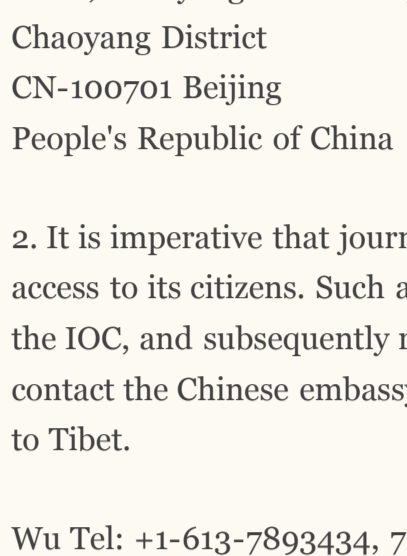 Chaoyang District
CN-100701 Beijing
People's Republic of China
2. It is imperative that
access to its citizens. Such
the IOC, and subsequently
contact the Chinese
to Tibet.
Wu Tel: +1-613-7893434, 7